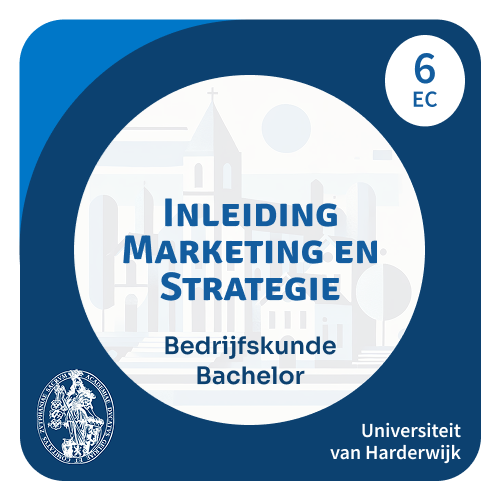 6
EC
INLEIDING
MARKETING EN
STRATEGIE
Bedrijfskunde
Bachelor
Universiteit
van Harderwijk